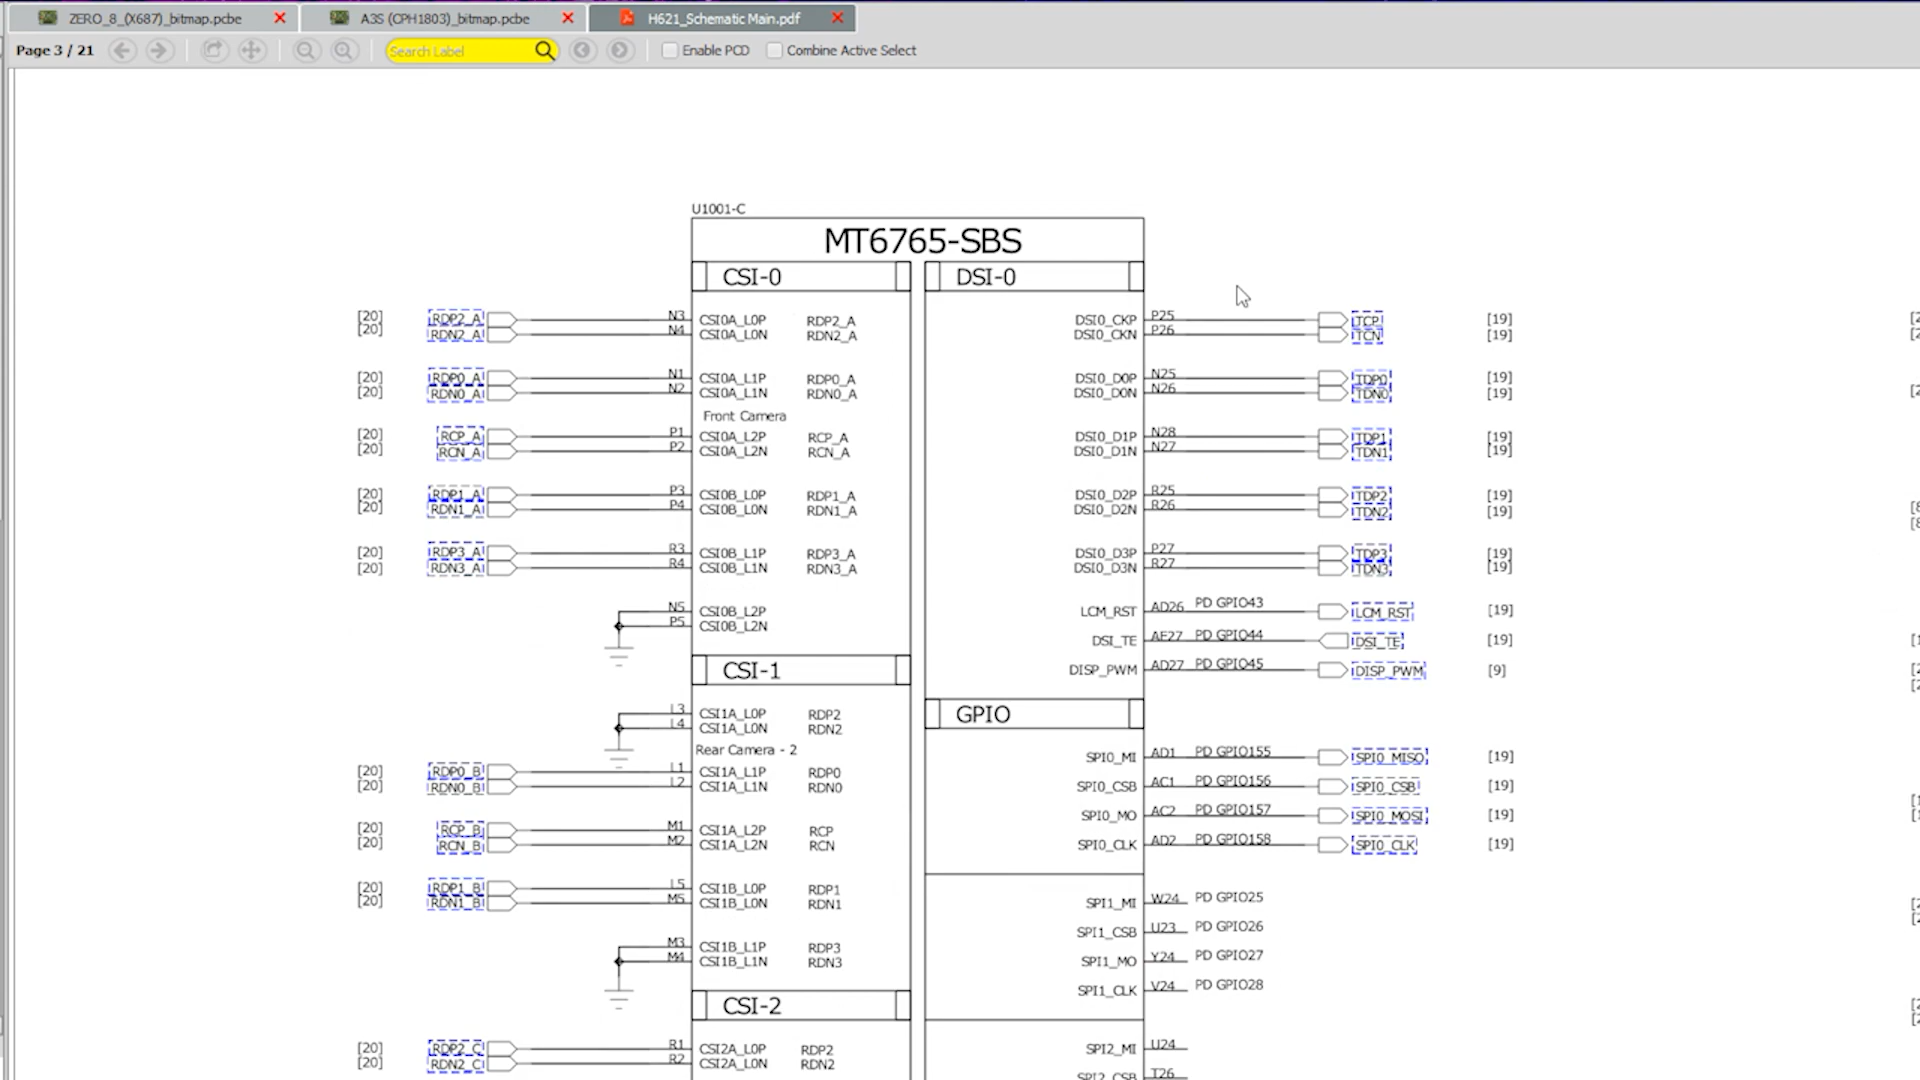 ZERO_8_(X687)_bitmap.pcbe
A3S (CPH1803)_bitmap.pcbe
H621_Schematic Main.pdf
Page 3 / 21
Search Label
Enable PCD
Combine Active Select
U1001-C
MT6765-SBS
CSI-0
DSI-0
[20] RDP2_A N3 CSI0A_L0P RDP2_A
[20] RDN2_A N4 CSI0A_L0N RDN2_A
[20] RDP0_A N1 CSI0A_L1P RDP0_A
[20] RDN0_A N2 CSI0A_L1N RDN0_A
Front Camera
[20] RCP_A P1 CSI0A_L2P RCP_A
[20] RCN_A P2 CSI0A_L2N RCN_A
[20] RDP1_A P3 CSI0B_L0P RDP1_A
[20] RDN1_A P4 CSI0B_L0N RDN1_A
[20] RDP3_A R3 CSI0B_L1P RDP3_A
[20] RDN3_A R4 CSI0B_L1N RDN3_A
N5 CSI0B_L2P
P5 CSI0B_L2N
CSI-1
L3 CSI1A_L0P RDP2
L4 CSI1A_L0N RDN2
Rear Camera - 2
[20] RDP0_B L1 CSI1A_L1P RDP0
[20] RDN0_B L2 CSI1A_L1N RDN0
[20] RCP_B M1 CSI1A_L2P RCP
[20] RCN_B M2 CSI1A_L2N RCN
[20] RDP1_B L5 CSI1B_L0P RDP1
[20] RDN1_B M5 CSI1B_L0N RDN1
M3 CSI1B_L1P RDP3
M4 CSI1B_L1N RDN3
CSI-2
[20] RDP2_C R1 CSI2A_L0P RDP2
[20] RDN2_C R2 CSI2A_L0N RDN2
DSI0_CKP P25 TCP [19]
DSI0_CKN P26 TCN [19]
DSI0_D0P N25 TDP0 [19]
DSI0_D0N N26 TDN0 [19]
DSI0_D1P N28 TDP1 [19]
DSI0_D1N N27 TDN1 [19]
DSI0_D2P R25 TDP2 [19]
DSI0_D2N R26 TDN2 [19]
DSI0_D3P P27 TDP3 [19]
DSI0_D3N R27 TDN3 [19]
LCM_RST AD26 PD GPIO43 LCM_RST [19]
DSI_TE AE27 PD GPIO44 DSI_TE [19]
DISP_PWM AD27 PD GPIO45 DISP_PWM [9]
GPIO
SPI0_MI AD1 PD GPIO155 SPI0_MISO [19]
SPI0_CSB AC1 PD GPIO156 SPI0_CSB [19]
SPI0_MO AC2 PD GPIO157 SPI0_MOSI [19]
SPI0_CLK AD2 PD GPIO158 SPI0_CLK [19]
SPI1_MI W24 PD GPIO25
SPI1_CSB U23 PD GPIO26
SPI1_MO Y24 PD GPIO27
SPI1_CLK V24 PD GPIO28
SPI2_MI U24
SPI2_CSB T26